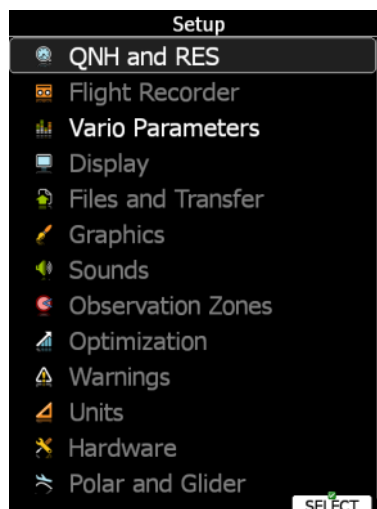 Setup
QNH and RES
Flight Recorder
Vario Parameters
Display
Files and Transfer
Graphics
Sounds
Observation Zones
Optimization
Warnings
Units
Hardware
Polar and Glider
SELECT